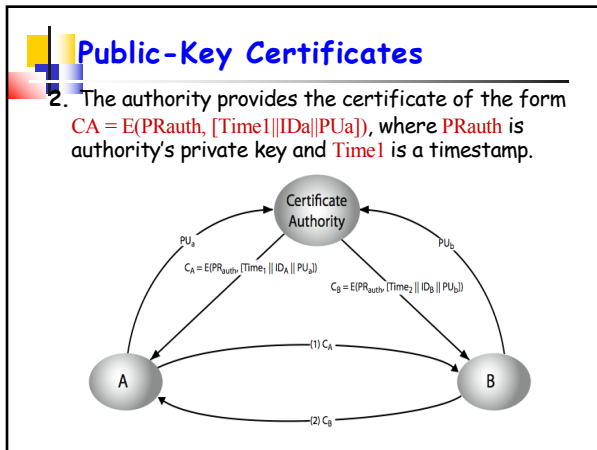 Public-Key Certificates
2. The authority provides the certificate of the form
CA = E(PRauth, [Time1||IDa||PUa]), where PRauth is
authority's private key and Time1 is a timestamp.
Certificate
Authority
PUa
PUb
CA = E(PRauth, [Time1 || IDA || PUa])
CB = E(PRauth, [Time2 || IDB || PUb])
(1) CA
A
B
(2) CB